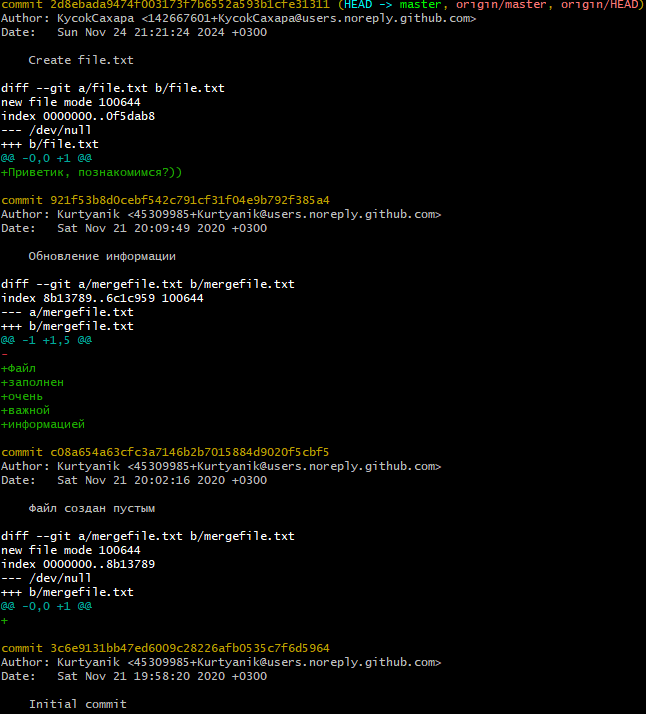 commit 2d8ebada9474f003173f7b6552a593b1cfe31311 (HEAD -> master, origin/master, origin/HEAD)
Author: KycokCaxapa <142667601+KycokCaxapa@users.noreply.github.com>
Date:   Sun Nov 24 21:21:24 2024 +0300
    Create file.txt
diff --git a/file.txt b/file.txt
new file mode 100644
index 0000000..0f5dab8
--- /dev/null
+++ b/file.txt
@@ -0,0 +1 @@
+Приветик, познакомимся?))
commit 921f53b8d0cebf542c791cf31f04e9b792f385a4
Author: Kurtyanik <45309985+Kurtyanik@users.noreply.github.com>
Date:   Sat Nov 21 20:09:49 2020 +0300
    Обновление информации
diff --git a/mergefile.txt b/mergefile.txt
index 8b13789..6c1c959 100644
--- a/mergefile.txt
+++ b/mergefile.txt
@@ -1 +1,5 @@
-
+Файл
+заполнен
+очень
+важной
+информацией
commit c08a654a63cfc3a7146b2b7015884d9020f5cbf5
Author: Kurtyanik <45309985+Kurtyanik@users.noreply.github.com>
Date:   Sat Nov 21 20:02:16 2020 +0300
    Файл создан пустым
diff --git a/mergefile.txt b/mergefile.txt
new file mode 100644
index 0000000..8b13789
--- /dev/null
+++ b/mergefile.txt
@@ -0,0 +1 @@
+
commit 3c6e9131bb47ed6009c28226afb0535c7f6d5964
Author: Kurtyanik <45309985+Kurtyanik@users.noreply.github.com>
Date:   Sat Nov 21 19:58:20 2020 +0300
    Initial commit